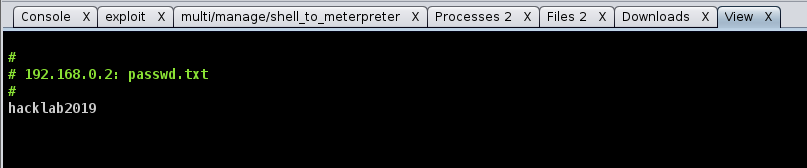 Console X exploit X multi/manage/shell_to_meterpreter X Processes 2 X Files 2 X Downloads X View X
#
# 192.168.0.2: passwd.txt
#
hacklab2019